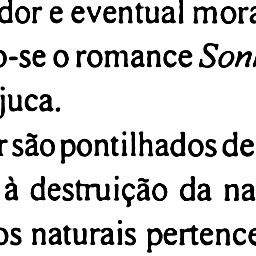 dor e eventual mora
o-se o romance Son
juca.
r são pontilhados de
à destruição da na
os naturais pertence